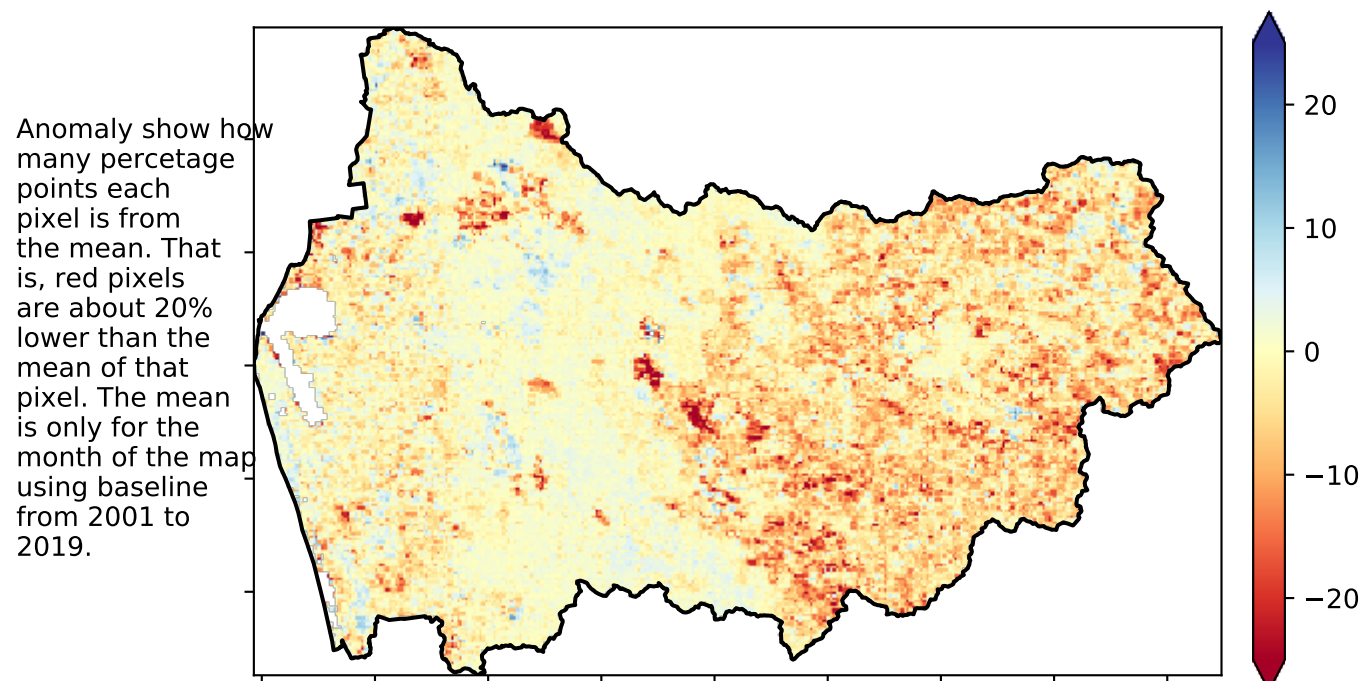 Anomaly show how
many percetage
points each
pixel is from
the mean. That
is, red pixels
are about 20%
lower than the
mean of that
pixel. The mean
is only for the
month of the map
using baseline
from 2001 to
2019.
20
10
0
−10
−20